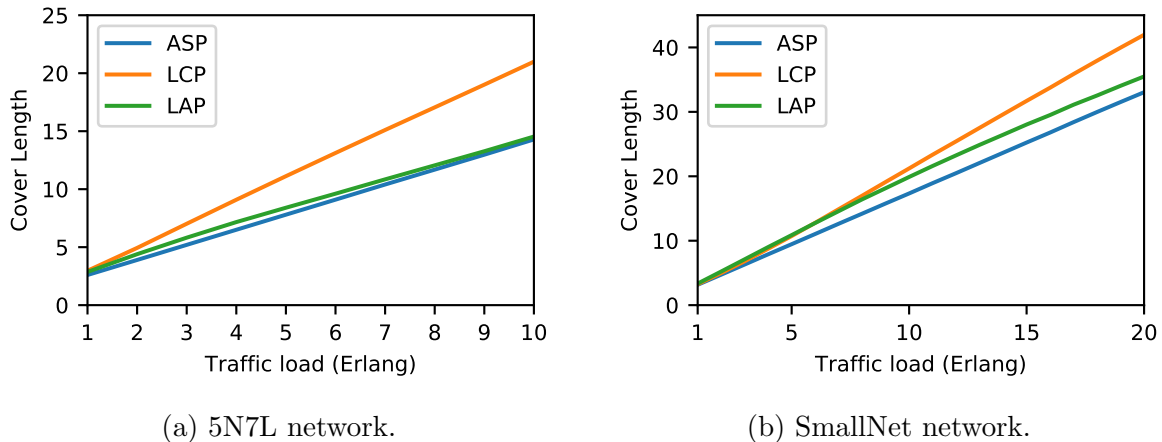 25
20
15
10
5
0
Cover Length
ASP
LCP
LAP
1 2 3 4 5 6 7 8 9 10
Traffic load (Erlang)
(a) 5N7L network.
40
30
20
10
0
Cover Length
ASP
LCP
LAP
1 5 10 15 20
Traffic load (Erlang)
(b) SmallNet network.